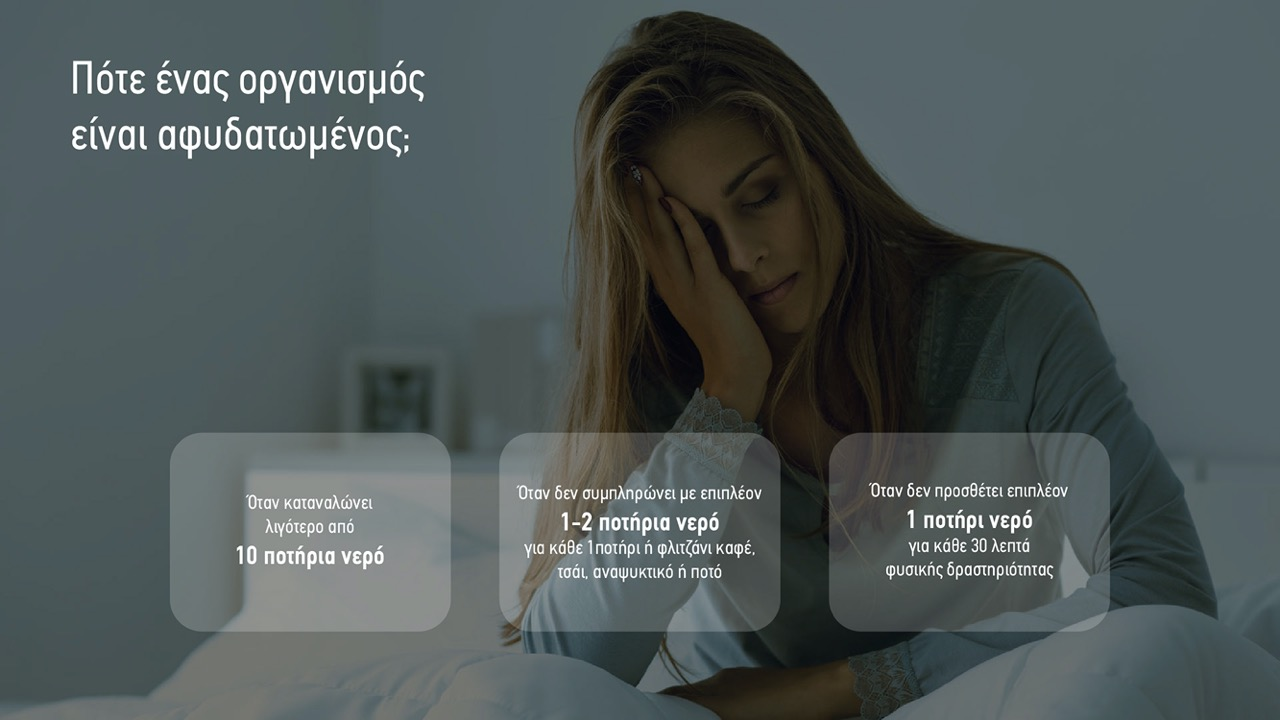 Πότε ένας οργανισμός
είναι αφυδατωμένος;
Όταν καταναλώνει
λιγότερο από
10 ποτήρια νερό
Όταν δεν συμπληρώνει με επιπλέον
1-2 ποτήρια νερό
για κάθε 1ποτήρι ή φλιτζάνι καφέ,
τσάι, αναψυκτικό ή ποτό
Όταν δεν προσθέτει επιπλέον
1 ποτήρι νερό
για κάθε 30 λεπτά
φυσικής δραστηριότητας